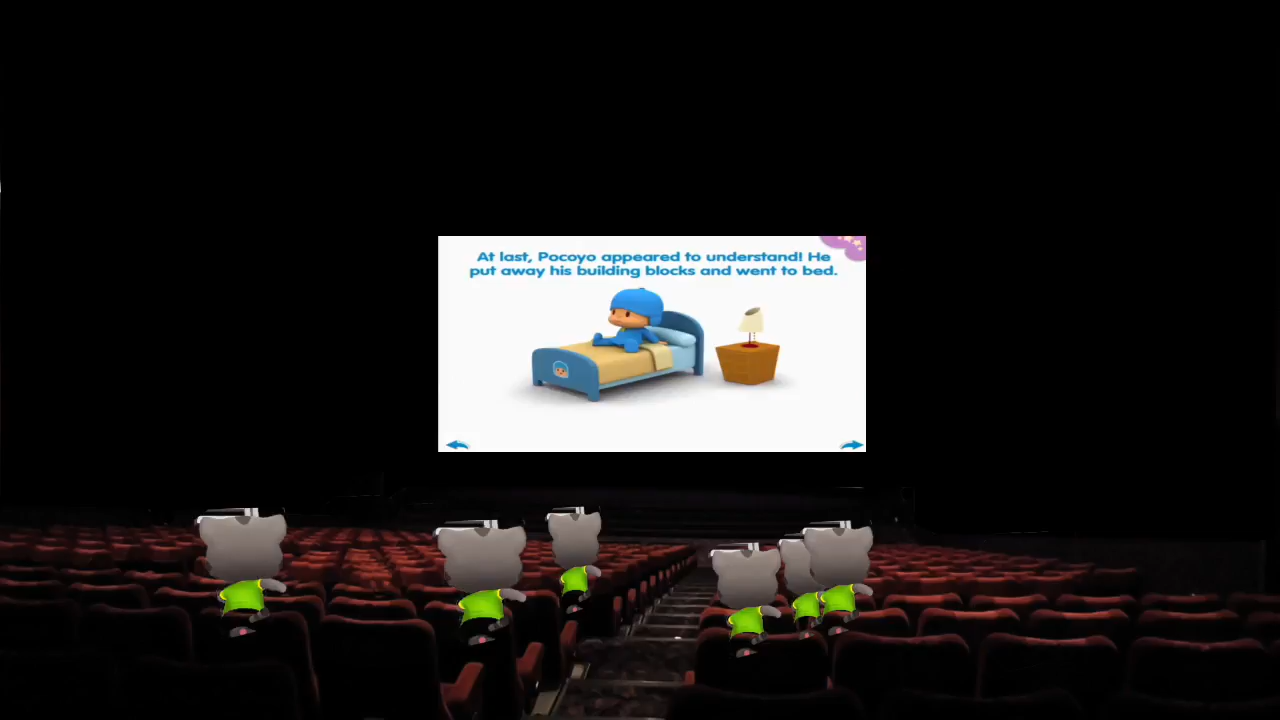 At last, Pocoyo appeared to understand! He
put away his building blocks and went to bed.